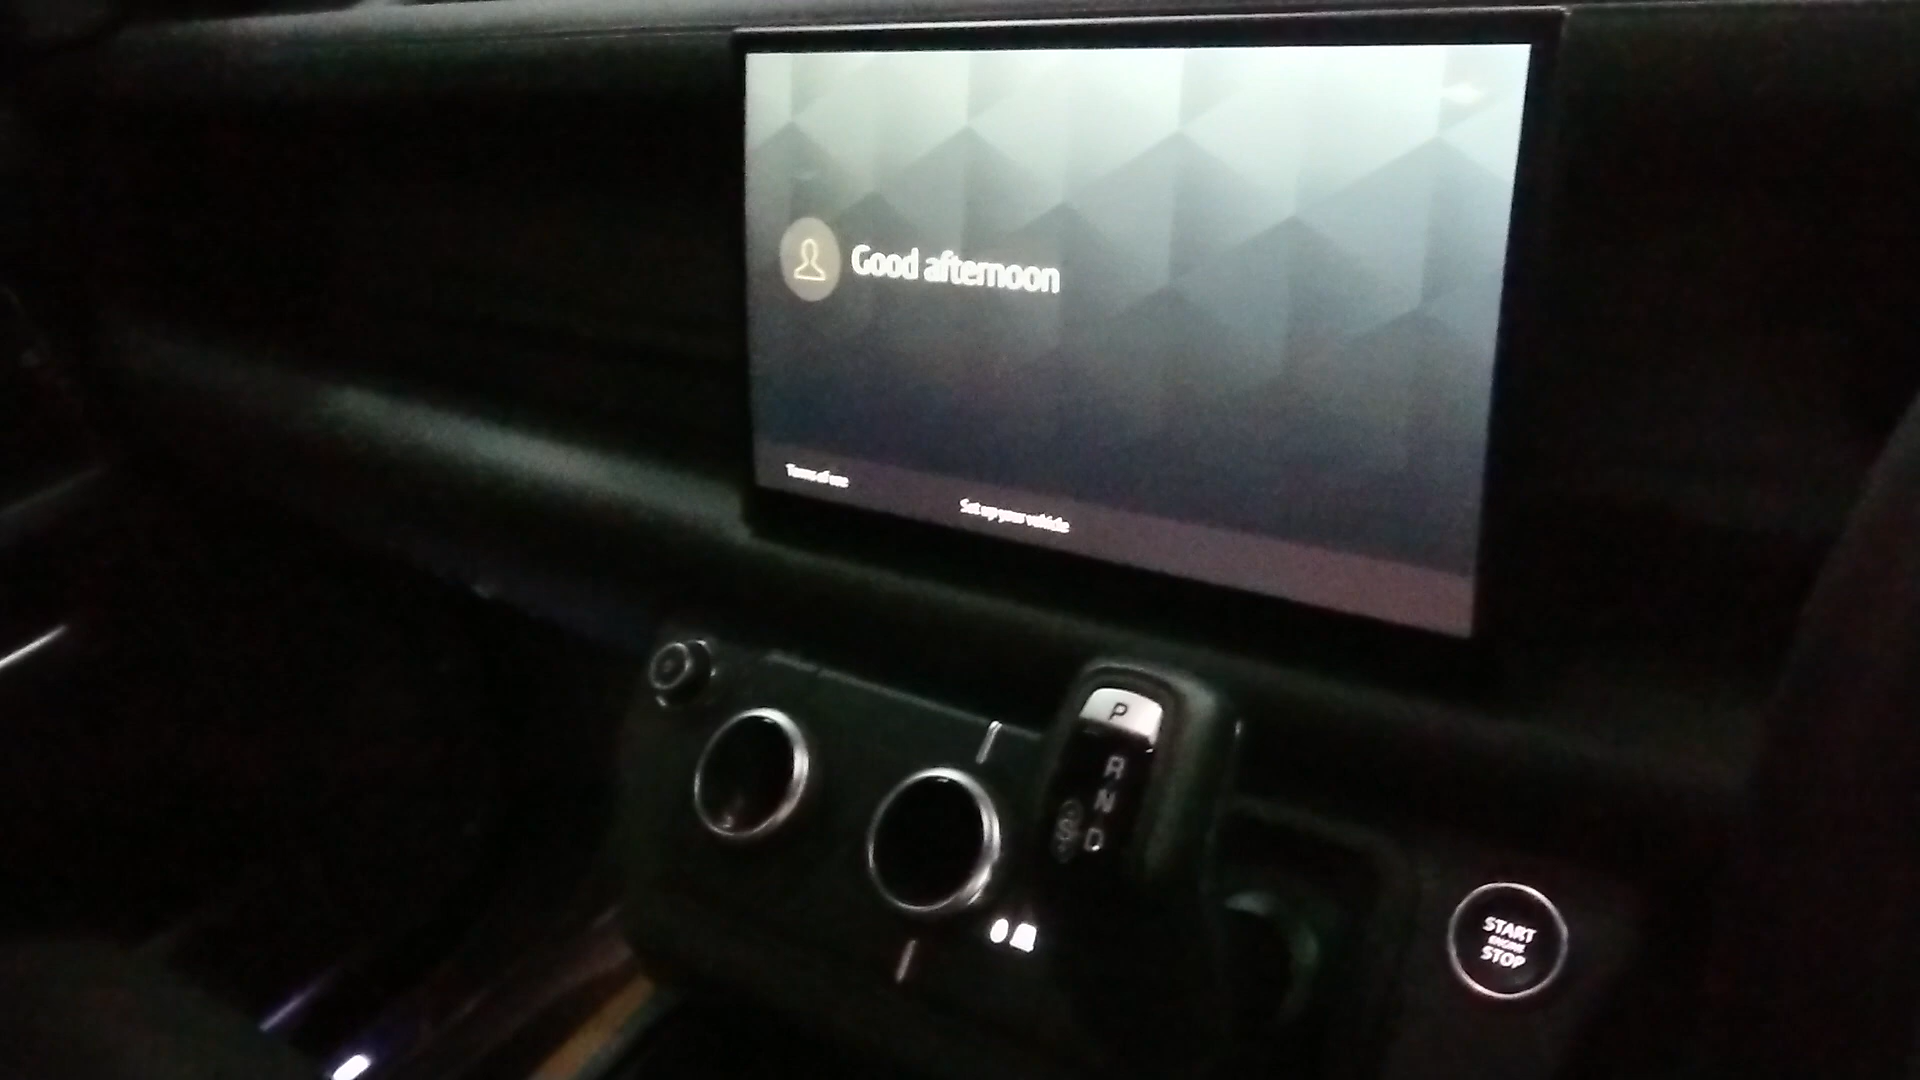 Good afternoon
Terms of use
Set up your vehicle
P
R
N
S D
START
ENGINE
STOP